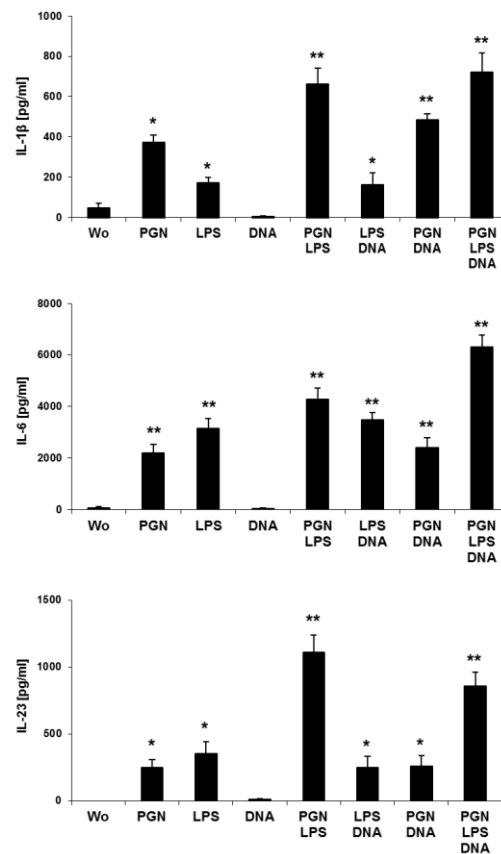 IL-1β [pg/ml]
1000
800
600
400
200
0
* * ** * ** **
Wo PGN LPS DNA PGN LPS PGN PGN
LPS DNA DNA LPS
DNA
IL-6 [pg/ml]
8000
6000
4000
2000
0
** ** ** ** ** **
Wo PGN LPS DNA PGN LPS PGN PGN
LPS DNA DNA LPS
DNA
IL-23 [pg/ml]
1500
1000
500
0
* * ** * * **
Wo PGN LPS DNA PGN LPS PGN PGN
LPS DNA DNA LPS
DNA